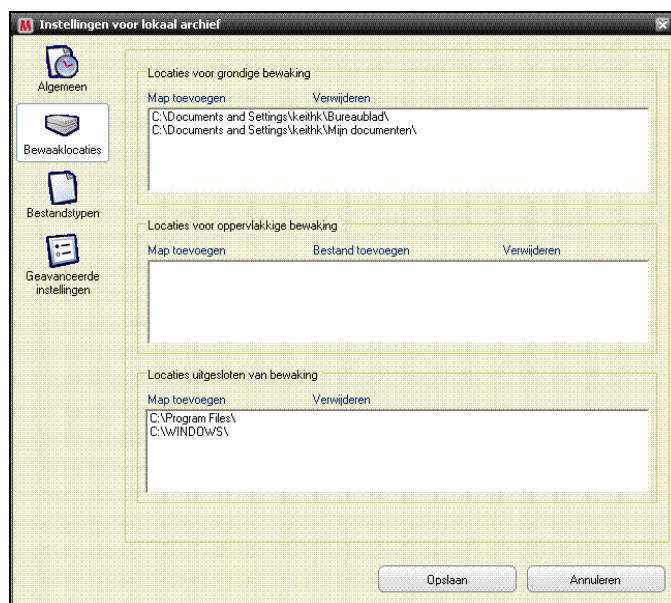 Instellingen voor lokaal archief
Algemeen
Bewaaklocaties
Bestandstypen
Geavanceerde
instellingen
Locaties voor grondige bewaking
Map toevoegen Verwijderen
C:\Documents and Settings\keithk\Bureaublad\
C:\Documents and Settings\keithk\Mijn documenten\
Locaties voor oppervlakkige bewaking
Map toevoegen Bestand toevoegen Verwijderen
Locaties uitgesloten van bewaking
Map toevoegen Verwijderen
C:\Program Files\
C:\WINDOWS\
Opslaan Annuleren